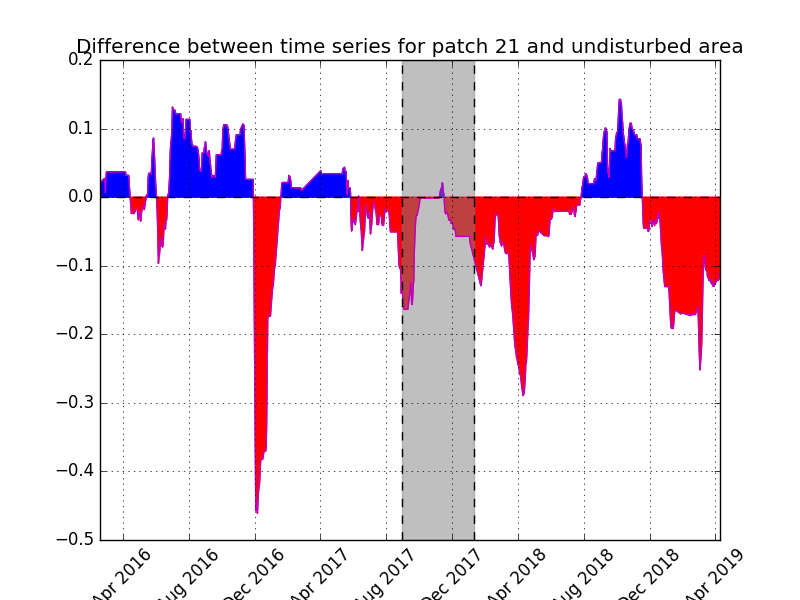 Difference between time series for patch 21 and undisturbed area
0.2
0.1
0.0
−0.1
−0.2
−0.3
−0.4
−0.5
Apr 2016
Aug 2016
Dec 2016
Apr 2017
Aug 2017
Dec 2017
Apr 2018
Aug 2018
Dec 2018
Apr 2019